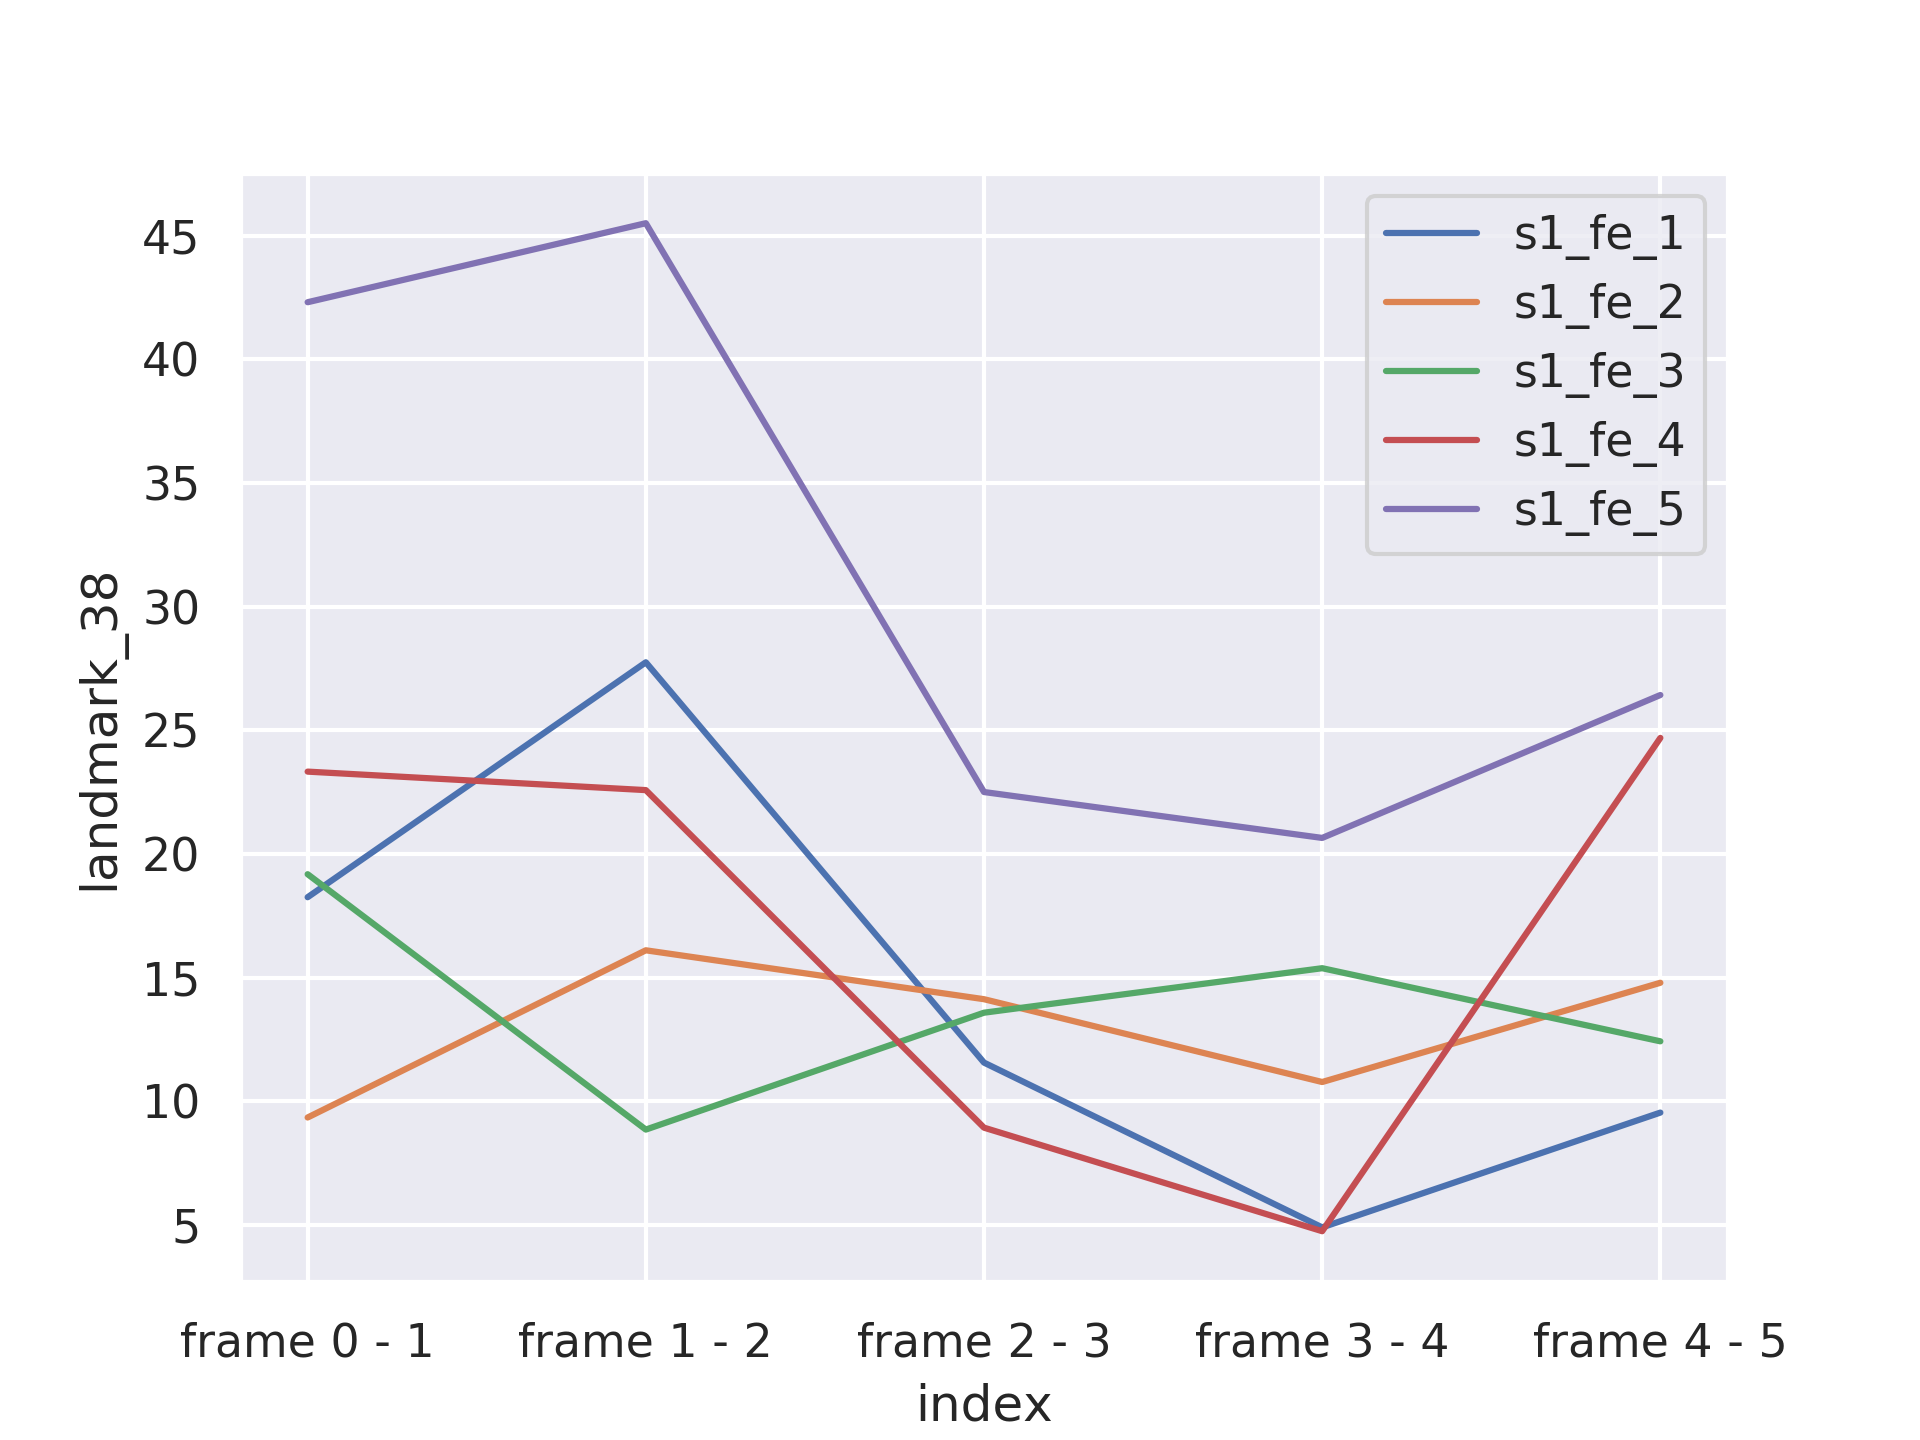 45
40
35
30
25
20
15
10
5
landmark_38
s1_fe_1
s1_fe_2
s1_fe_3
s1_fe_4
s1_fe_5
frame 0 - 1 frame 1 - 2 frame 2 - 3 frame 3 - 4 frame 4 - 5
index